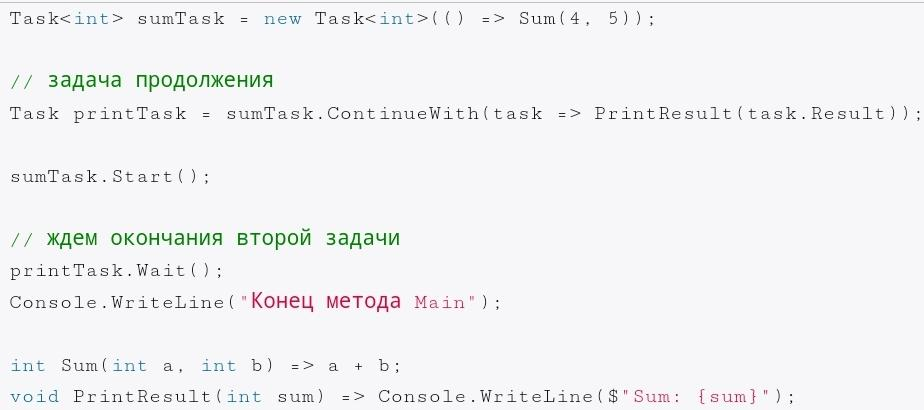 Task<int> sumTask = new Task<int>(() => Sum(4, 5));
// задача продолжения
Task printTask = sumTask.ContinueWith(task => PrintResult(task.Result));
sumTask.Start();
// ждем окончания второй задачи
printTask.Wait();
Console.WriteLine("Конец метода Main");
int Sum(int a, int b) => a + b;
void PrintResult(int sum) => Console.WriteLine($"Sum: {sum}");